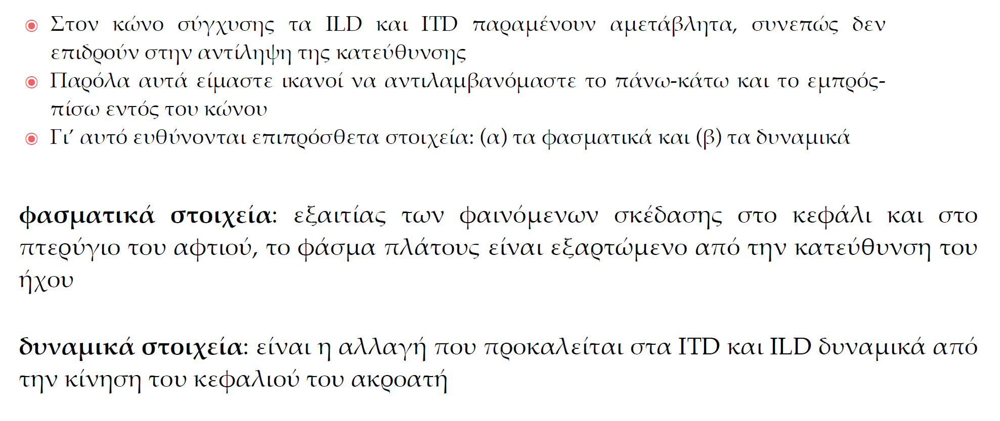 Στον κώνο σύγχυσης τα ILD και ITD παραμένουν αμετάβλητα, συνεπώς δεν
επιδρούν στην αντίληψη της κατεύθυνσης
Παρόλα αυτά είμαστε ικανοί να αντιλαμβανόμαστε το πάνω-κάτω και το εμπρός-
πίσω εντός του κώνου
Γι’ αυτό ευθύνονται επιπρόσθετα στοιχεία: (α) τα φασματικά και (β) τα δυναμικά
φασματικά στοιχεία: εξαιτίας των φαινόμενων σκέδασης στο κεφάλι και στο
πτερύγιο του αφτιού, το φάσμα πλάτους είναι εξαρτώμενο από την κατεύθυνση του
ήχου
δυναμικά στοιχεία: είναι η αλλαγή που προκαλείται στα ITD και ILD δυναμικά από
την κίνηση του κεφαλιού του ακροατή